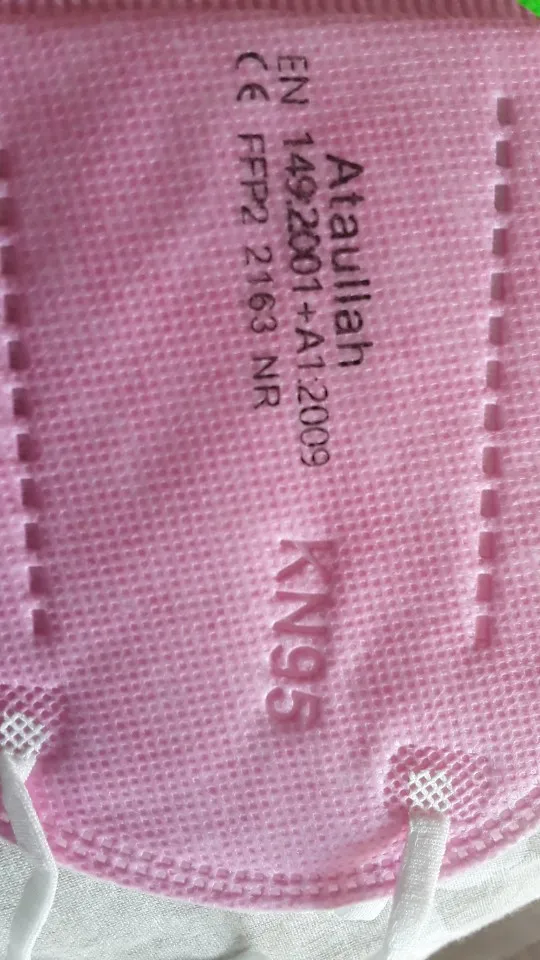 Ataullah
EN 149:2001+A1:2009
CE FFP2 2163 NR
KN95